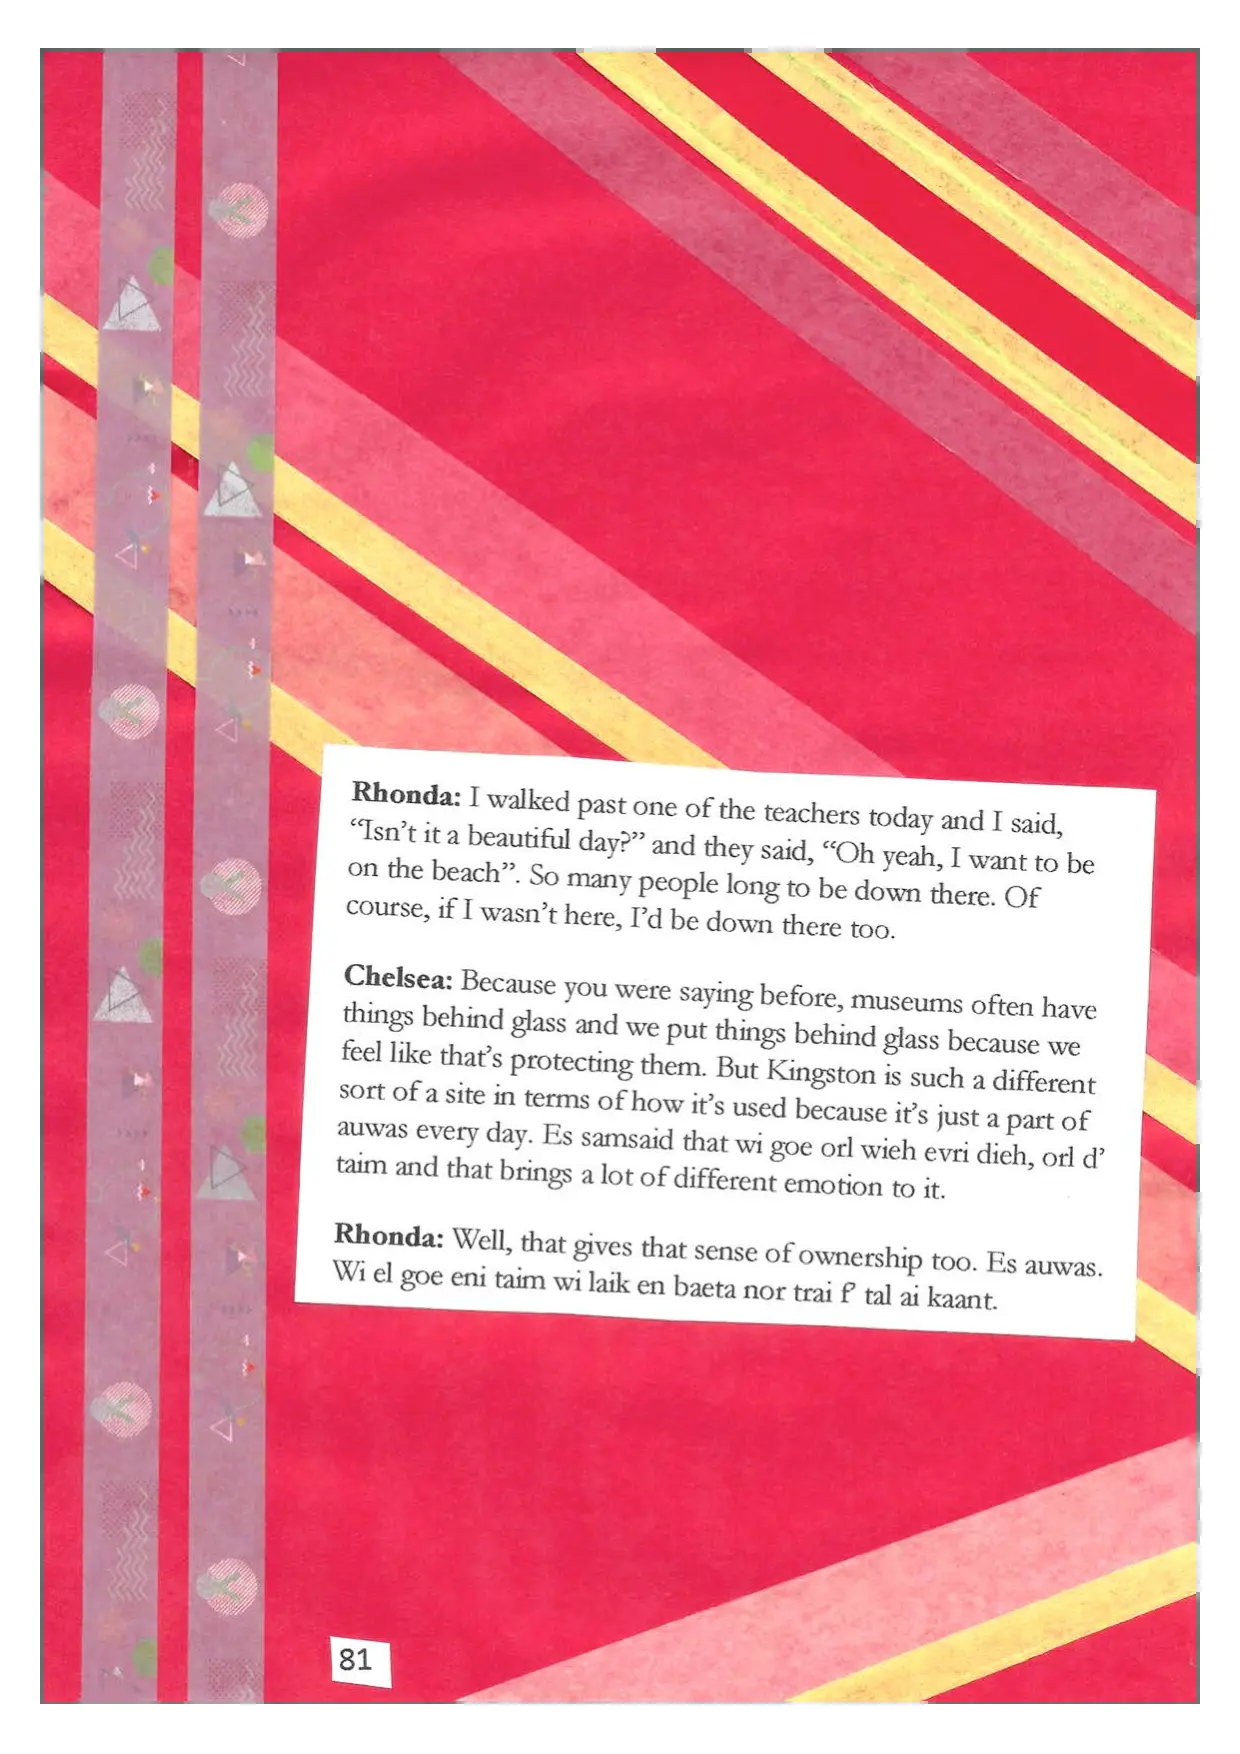 Rhonda: I walked past one of the teachers today and I said,
“Isn’t it a beautiful day?” and they said, “Oh yeah, I want to be
on the beach”. So many people long to be down there. Of
course, if I wasn’t here, I’d be down there too.
Chelsea: Because you were saying before, museums often have
things behind glass and we put things behind glass because we
feel like that’s protecting them. But Kingston is such a different
sort of a site in terms of how it’s used because it’s just a part of
auwas every day. Es samsaid that wi goe orl wieh evri dieh, orl d’
taim and that brings a lot of different emotion to it.
Rhonda: Well, that gives that sense of ownership too. Es auwas.
Wi el goe eni taim wi laik en baeta nor trai f’ tal ai kaant.
81